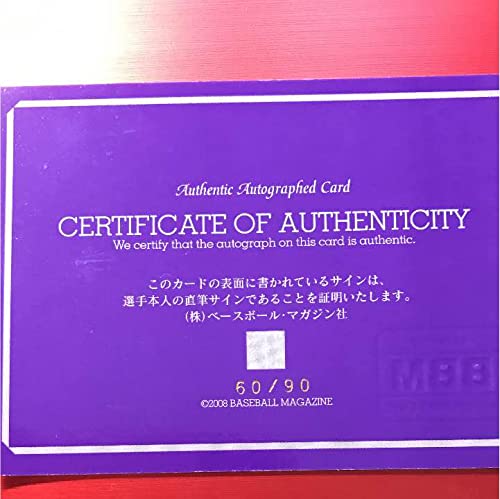 Authentic Autographed Card
CERTIFICATE OF AUTHENTICITY
We certify that the autograph on this card is authentic.
このカードの表面に書かれているサインは、
選手本人の直筆サインであることを証明いたします。
(株)ベースボール・マガジン社
60/90
©2008 BASEBALL MAGAZINE